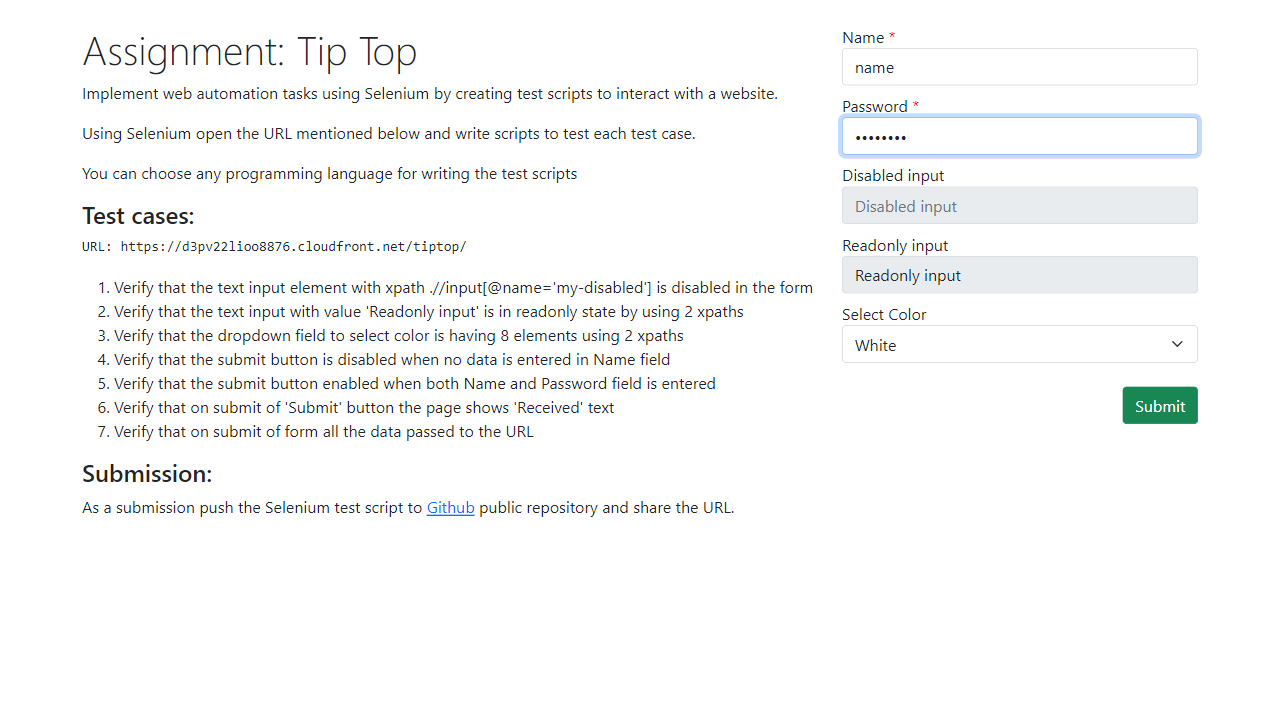 Assignment: Tip Top
Implement web automation tasks using Selenium by creating test scripts to interact with a website.
Using Selenium open the URL mentioned below and write scripts to test each test case.
You can choose any programming language for writing the test scripts
Test cases:
URL: https://d3pv22lioo8876.cloudfront.net/tiptop/
1. Verify that the text input element with xpath .//input[@name='my-disabled'] is disabled in the form
2. Verify that the text input with value 'Readonly input' is in readonly state by using 2 xpaths
3. Verify that the dropdown field to select color is having 8 elements using 2 xpaths
4. Verify that the submit button is disabled when no data is entered in Name field
5. Verify that the submit button enabled when both Name and Password field is entered
6. Verify that on submit of 'Submit' button the page shows 'Received' text
7. Verify that on submit of form all the data passed to the URL
Submission:
As a submission push the Selenium test script to Github public repository and share the URL.
Name *
name
Password *
••••••••
Disabled input
Disabled input
Readonly input
Readonly input
Select Color
White
Submit